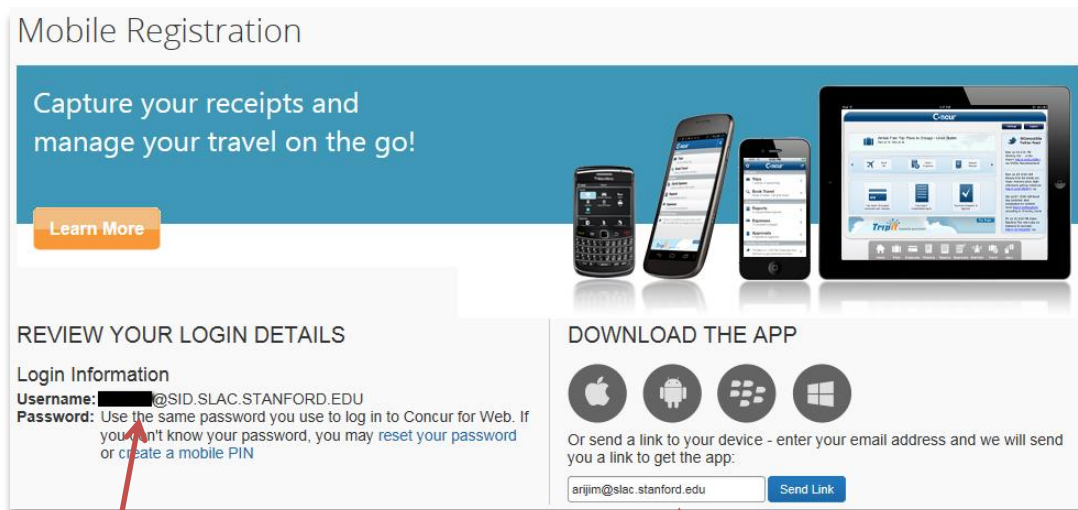 Mobile Registration
Capture your receipts and
manage your travel on the go!
Learn More
C-ncur
TripIt
REVIEW YOUR LOGIN DETAILS
Login Information
Username: @SID.SLAC.STANFORD.EDU
Password: Use the same password you use to log in to Concur for Web. If
you don't know your password, you may reset your password
or create a mobile PIN
DOWNLOAD THE APP
Or send a link to your device - enter your email address and we will send
you a link to get the app:
arijim@slac.stanford.edu
Send Link